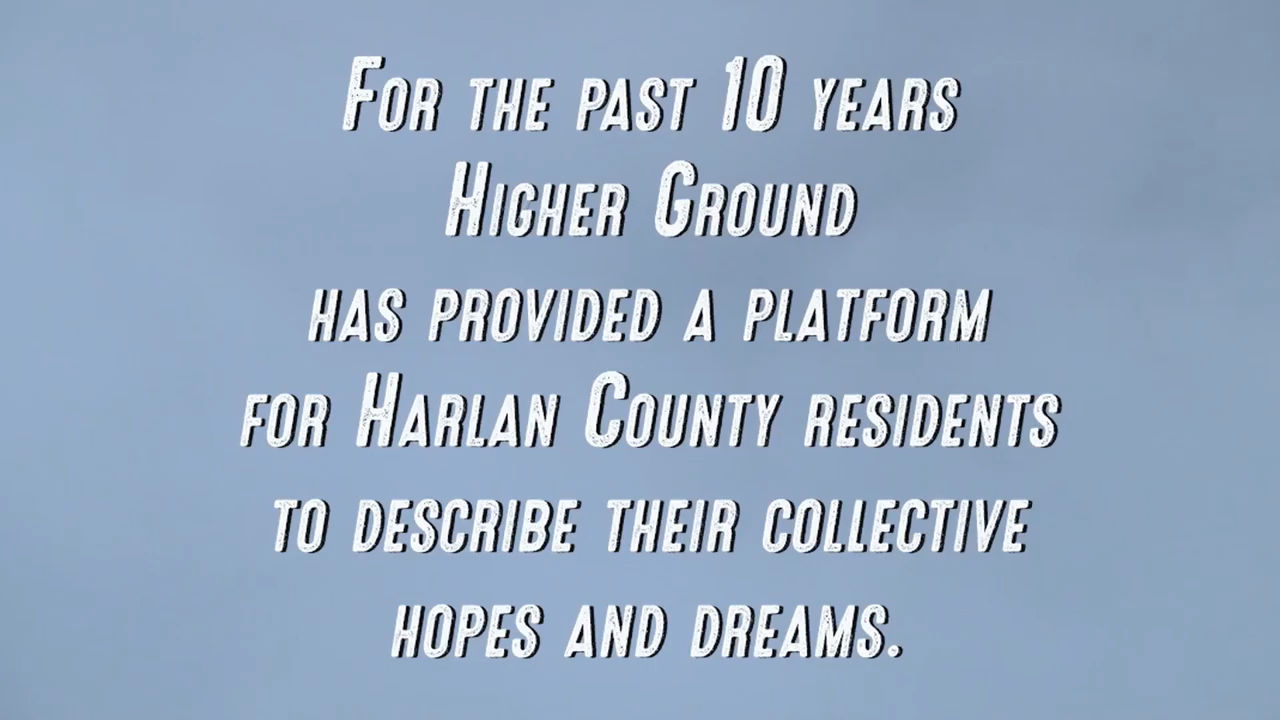 For the past 10 years
Higher Ground
has provided a platform
for Harlan County residents
to describe their collective
hopes and dreams.